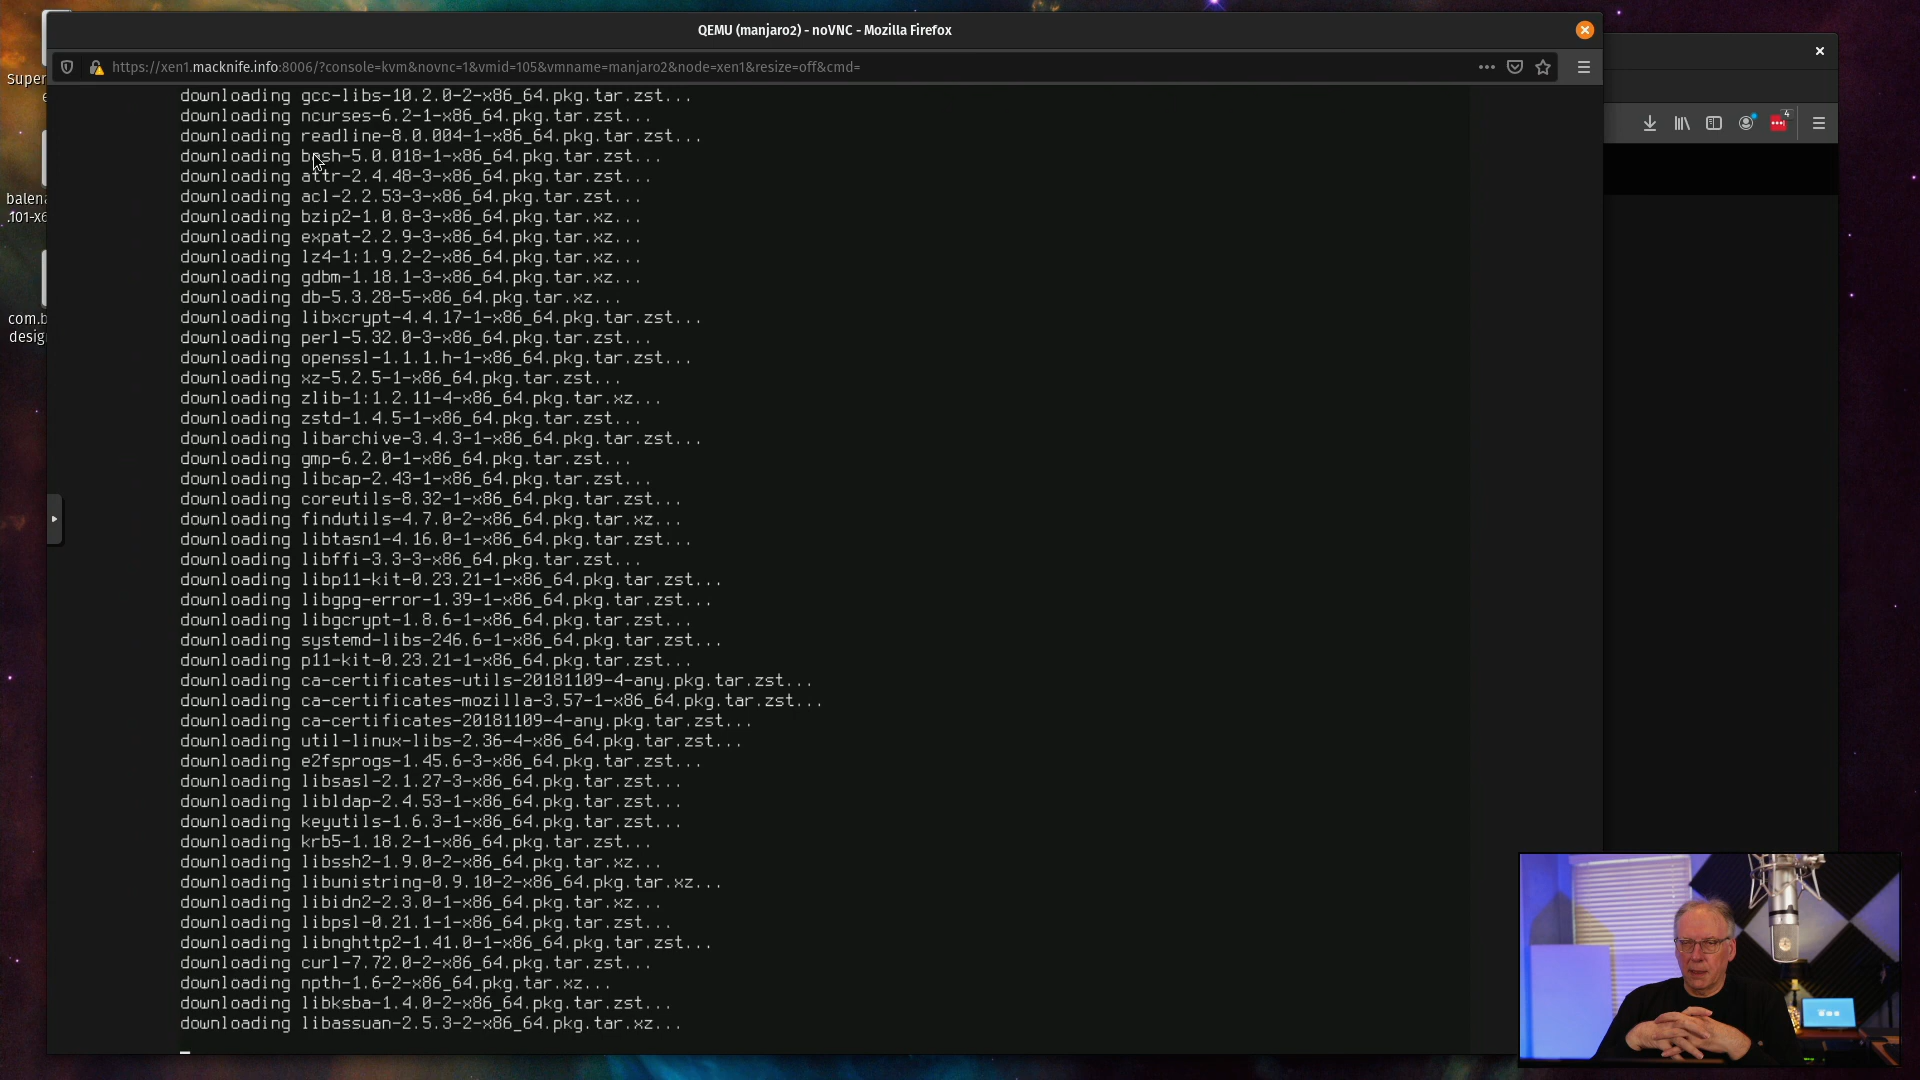 QEMU (manjaro2) - noVNC - Mozilla Firefox
https://xen1.macknife.info:8006/?console=kvm&novnc=1&vmid=105&vmname=manjaro2&node=xen1&resize=off&cmd=
4
Super
balena
.101-x6
com.b
desig
downloading gcc-libs-10.2.0-2-x86_64.pkg.tar.zst...
downloading ncurses-6.2-1-x86_64.pkg.tar.zst...
downloading readline-8.0.004-1-x86_64.pkg.tar.zst...
downloading bash-5.0.018-1-x86_64.pkg.tar.zst...
downloading attr-2.4.48-3-x86_64.pkg.tar.zst...
downloading acl-2.2.53-3-x86_64.pkg.tar.zst...
downloading bzip2-1.0.8-3-x86_64.pkg.tar.xz...
downloading expat-2.2.9-3-x86_64.pkg.tar.xz...
downloading lz4-1:1.9.2-2-x86_64.pkg.tar.xz...
downloading gdbm-1.18.1-3-x86_64.pkg.tar.xz...
downloading db-5.3.28-5-x86_64.pkg.tar.xz...
downloading libxcrypt-4.4.17-1-x86_64.pkg.tar.zst...
downloading perl-5.32.0-3-x86_64.pkg.tar.zst...
downloading openssl-1.1.1.h-1-x86_64.pkg.tar.zst...
downloading xz-5.2.5-1-x86_64.pkg.tar.zst...
downloading zlib-1:1.2.11-4-x86_64.pkg.tar.xz...
downloading zstd-1.4.5-1-x86_64.pkg.tar.zst...
downloading libarchive-3.4.3-1-x86_64.pkg.tar.zst...
downloading gmp-6.2.0-1-x86_64.pkg.tar.zst...
downloading libcap-2.43-1-x86_64.pkg.tar.zst...
downloading coreutils-8.32-1-x86_64.pkg.tar.zst...
downloading findutils-4.7.0-2-x86_64.pkg.tar.xz...
downloading libtasn1-4.16.0-1-x86_64.pkg.tar.zst...
downloading libffi-3.3-3-x86_64.pkg.tar.zst...
downloading libp11-kit-0.23.21-1-x86_64.pkg.tar.zst...
downloading libgpg-error-1.39-1-x86_64.pkg.tar.zst...
downloading libgcrypt-1.8.6-1-x86_64.pkg.tar.zst...
downloading systemd-libs-246.6-1-x86_64.pkg.tar.zst...
downloading p11-kit-0.23.21-1-x86_64.pkg.tar.zst...
downloading ca-certificates-utils-20181109-4-any.pkg.tar.zst...
downloading ca-certificates-mozilla-3.57-1-x86_64.pkg.tar.zst...
downloading ca-certificates-20181109-4-any.pkg.tar.zst...
downloading util-linux-libs-2.36-4-x86_64.pkg.tar.zst...
downloading e2fsprogs-1.45.6-3-x86_64.pkg.tar.zst...
downloading libsasl-2.1.27-3-x86_64.pkg.tar.zst...
downloading libldap-2.4.53-1-x86_64.pkg.tar.zst...
downloading keyutils-1.6.3-1-x86_64.pkg.tar.zst...
downloading krb5-1.18.2-1-x86_64.pkg.tar.zst...
downloading libssh2-1.9.0-2-x86_64.pkg.tar.xz...
downloading libunistring-0.9.10-2-x86_64.pkg.tar.xz...
downloading libidn2-2.3.0-1-x86_64.pkg.tar.xz...
downloading libpsl-0.21.1-1-x86_64.pkg.tar.zst...
downloading libnghttp2-1.41.0-1-x86_64.pkg.tar.zst...
downloading curl-7.72.0-2-x86_64.pkg.tar.zst...
downloading npth-1.6-2-x86_64.pkg.tar.xz...
downloading libksba-1.4.0-2-x86_64.pkg.tar.zst...
downloading libassuan-2.5.3-2-x86_64.pkg.tar.xz...